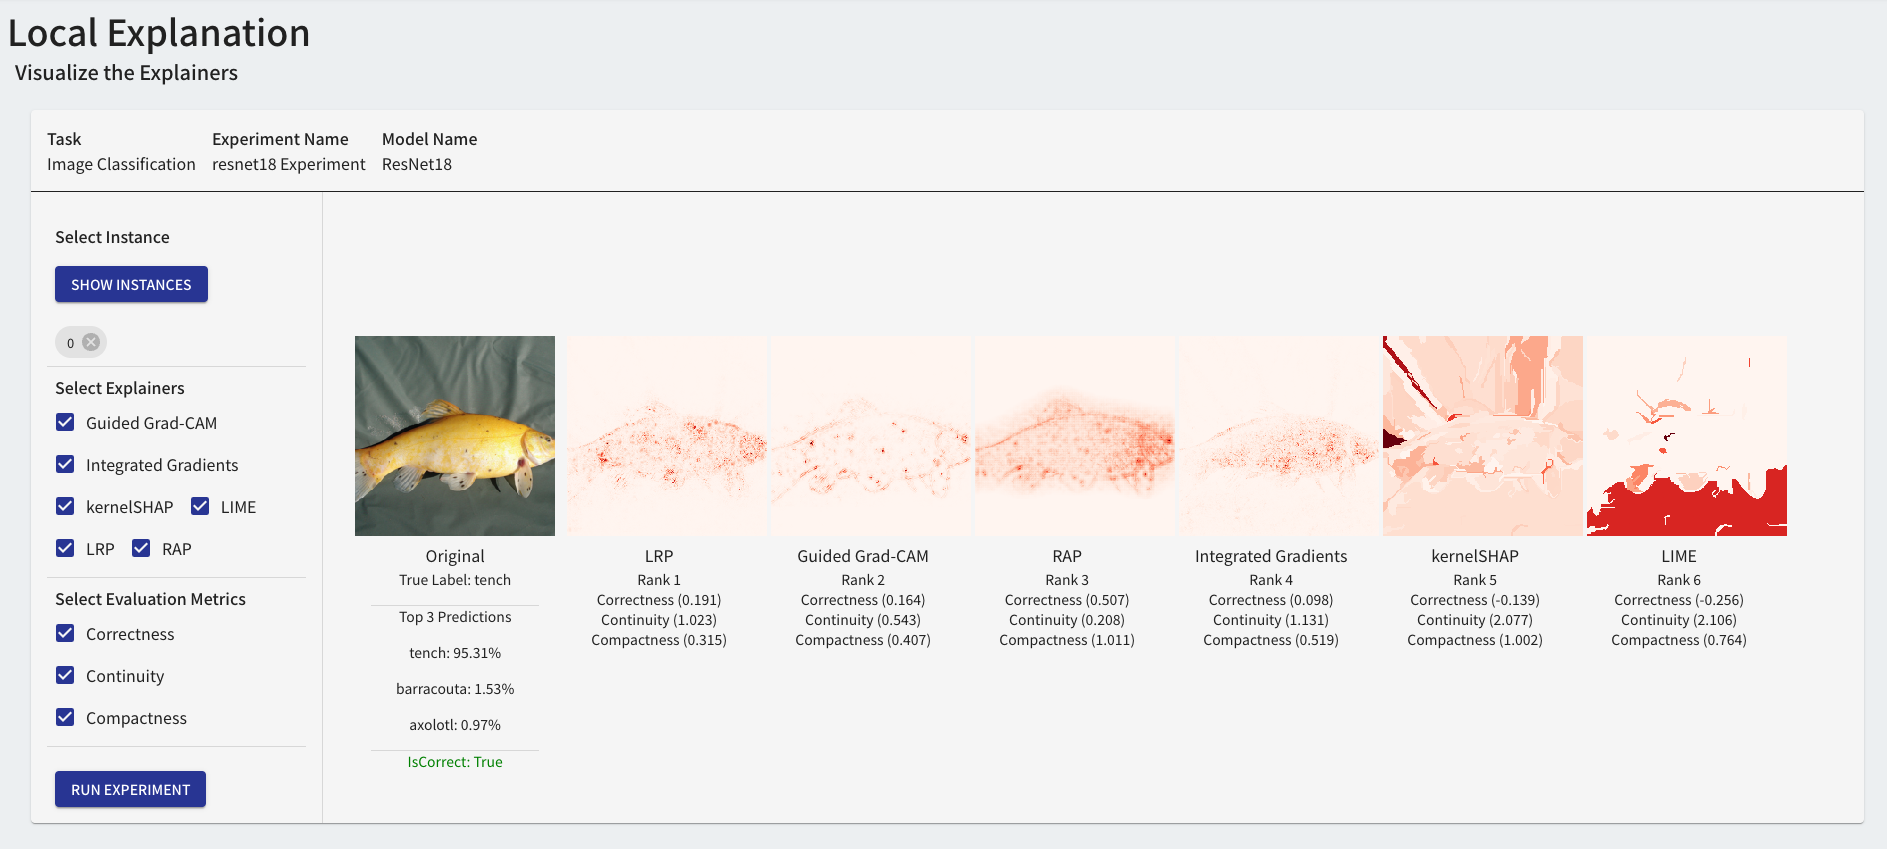 Local Explanation
Visualize the Explainers
Task
Image Classification
Experiment Name
resnet18 Experiment
Model Name
ResNet18
Select Instance
SHOW INSTANCES
0
Select Explainers
Guided Grad-CAM
Integrated Gradients
kernelSHAP LIME
LRP RAP
Select Evaluation Metrics
Correctness
Continuity
Compactness
RUN EXPERIMENT
Original
True Label: tench
Top 3 Predictions
tench: 95.31%
barracouta: 1.53%
axolotl: 0.97%
IsCorrect: True
LRP
Rank 1
Correctness (0.191)
Continuity (1.023)
Compactness (0.315)
Guided Grad-CAM
Rank 2
Correctness (0.164)
Continuity (0.543)
Compactness (0.407)
RAP
Rank 3
Correctness (0.507)
Continuity (0.208)
Compactness (1.011)
Integrated Gradients
Rank 4
Correctness (0.098)
Continuity (1.131)
Compactness (0.519)
kernelSHAP
Rank 5
Correctness (-0.139)
Continuity (2.077)
Compactness (1.002)
LIME
Rank 6
Correctness (-0.256)
Continuity (2.106)
Compactness (0.764)